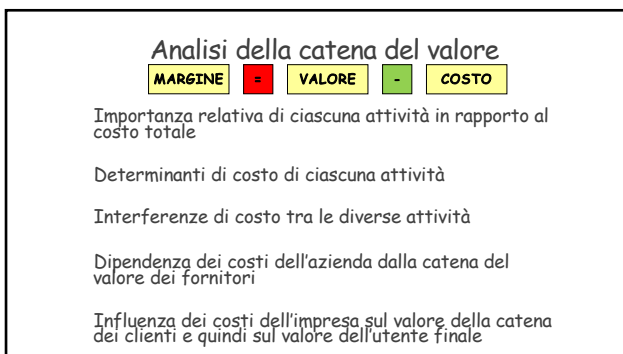 Analisi della catena del valore
MARGINE = VALORE - COSTO
Importanza relativa di ciascuna attività in rapporto al
costo totale
Determinanti di costo di ciascuna attività
Interferenze di costo tra le diverse attività
Dipendenza dei costi dell'azienda dalla catena del
valore dei fornitori
Influenza dei costi dell'impresa sul valore della catena
dei clienti e quindi sul valore dell'utente finale